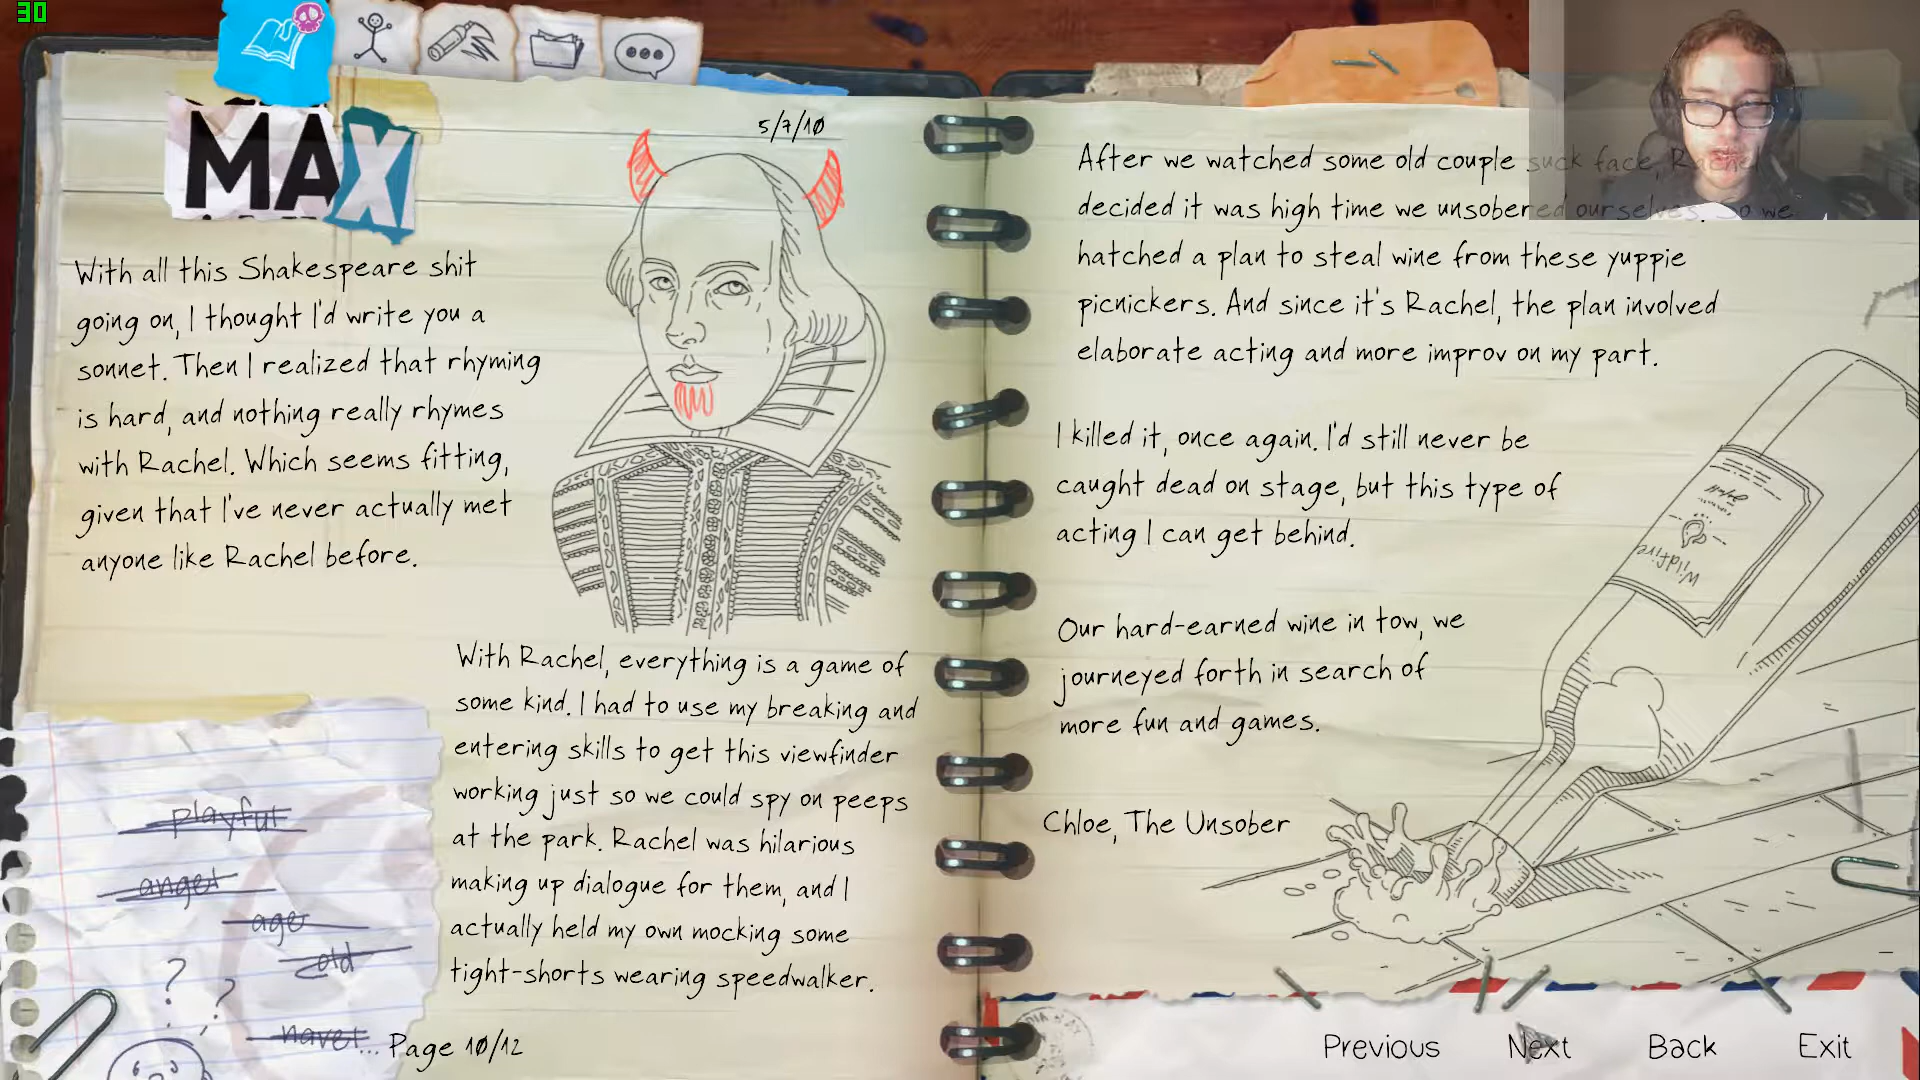 30
MAX
5/7/10
With all this Shakespeare shit
going on, I thought I'd write you a
sonnet. Then I realized that rhyming
is hard, and nothing really rhymes
with Rachel. Which seems fitting,
given that I've never actually met
anyone like Rachel before.
With Rachel, everything is a game of
some kind. I had to use my breaking and
entering skills to get this viewfinder
working just so we could spy on peeps
at the park. Rachel was hilarious
making up dialogue for them, and I
actually held my own mocking some
tight-shorts wearing speedwalker.
playful
anger
age
old
? ?
navel...
Page 10/12
After we watched some old couple suck face, Rachel
decided it was high time we unsobered ourselves. So we
hatched a plan to steal wine from these yuppie
picnickers. And since it's Rachel, the plan involved
elaborate acting and more improv on my part.
I killed it, once again. I'd still never be
caught dead on stage, but this type of
acting I can get behind.
Our hard-earned wine in tow, we
journeyed forth in search of
more fun and games.
Chloe, The Unsober
Wildfire
Previous Next Back Exit